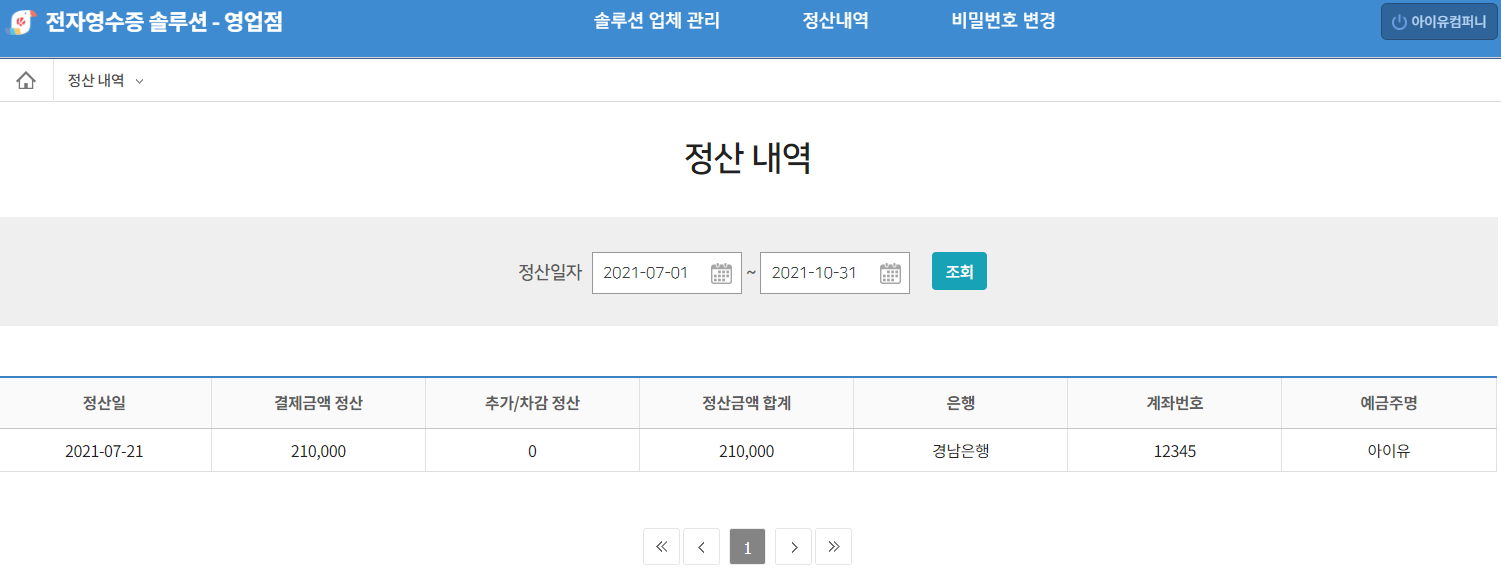 전자영수증 솔루션 - 영업점 솔루션 업체 관리 정산내역 비밀번호 변경 아이유컴퍼니
정산 내역
정산 내역
정산일자 2021-07-01 ~ 2021-10-31 조회
정산일 결제금액 정산 추가/차감 정산 정산금액 합계 은행 계좌번호 예금주명
2021-07-21 210,000 0 210,000 경남은행 12345 아이유
1